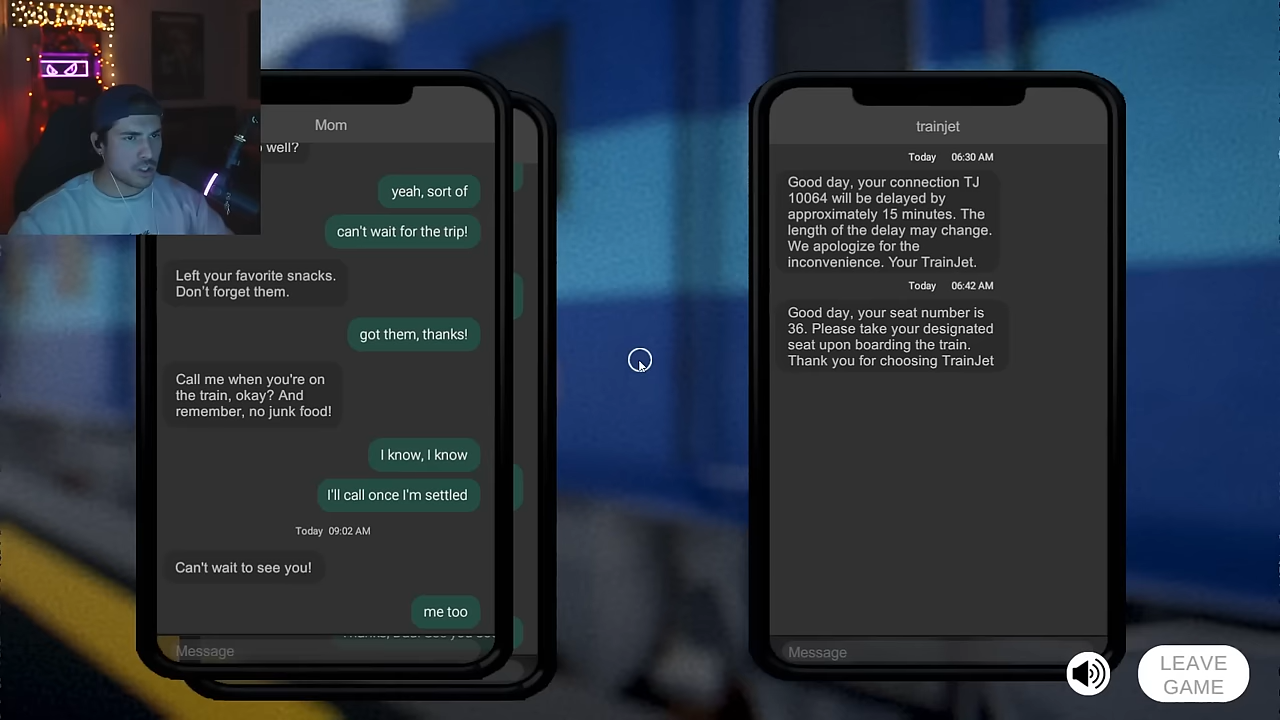 Mom
well?
yeah, sort of
can't wait for the trip!
Left your favorite snacks.
Don't forget them.
got them, thanks!
Call me when you're on
the train, okay? And
remember, no junk food!
I know, I know
I'll call once I'm settled
Today 09:02 AM
Can't wait to see you!
me too
Message
trainjet
Today 06:30 AM
Good day, your connection TJ
10064 will be delayed by
approximately 15 minutes. The
length of the delay may change.
We apologize for the
inconvenience. Your TrainJet.
Today 06:42 AM
Good day, your seat number is
36. Please take your designated
seat upon boarding the train.
Thank you for choosing TrainJet
Message
LEAVE
GAME